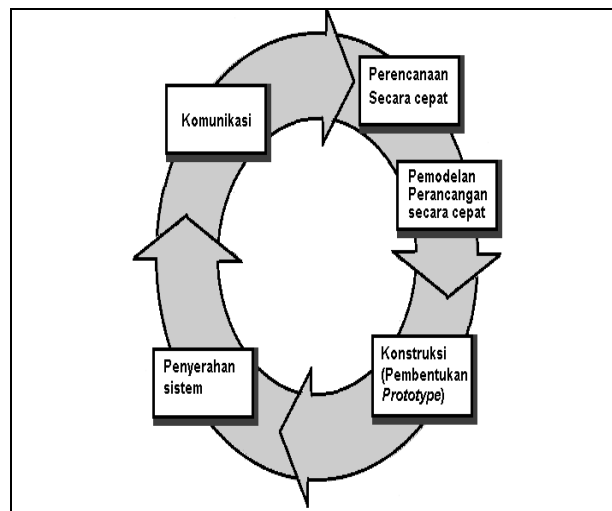 Komunikasi
Perencanaan
Secara cepat
Pemodelan
Perancangan
secara cepat
Konstruksi
(Pembentukan
Prototype)
Penyerahan
sistem